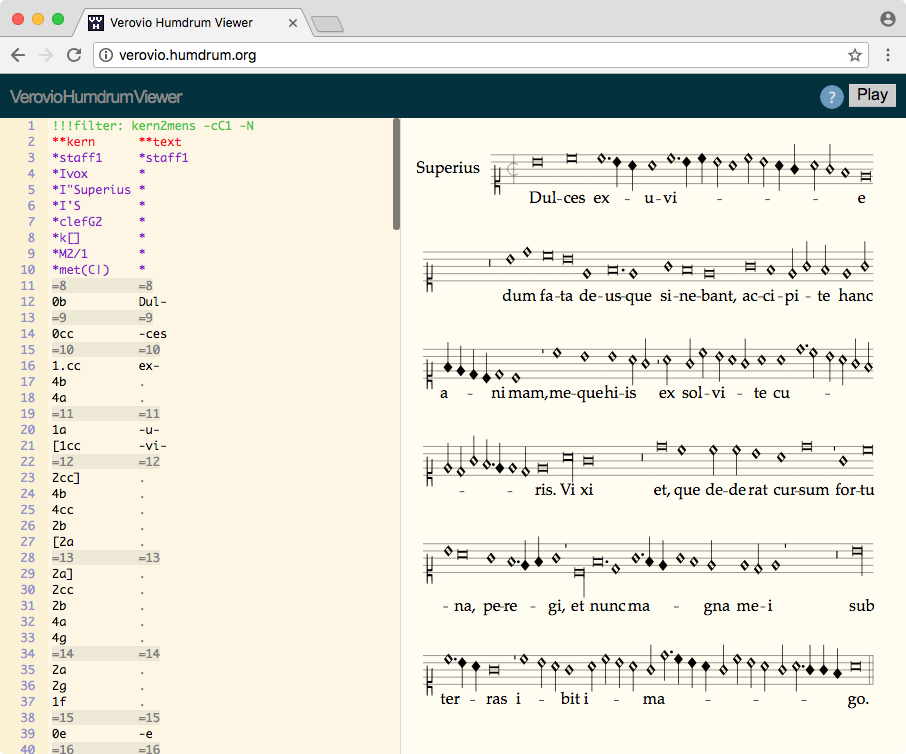 Verovio Humdrum Viewer
verovio.humdrum.org
VerovioHumdrumViewer
? Play
1 !!!filter: kern2mens -cC1 -N
2 **kern **text
3 *staff1 *staff1
4 *Ivox *
5 *I"Superius *
6 *I'S *
7 *clefG2 *
8 *k[] *
9 *M2/1 *
10 *met(C|) *
11 =8 =8
12 0b Dul-
13 =9 =9
14 0cc -ces
15 =10 =10
16 1.cc ex-
17 4b .
18 4a .
19 =11 =11
20 1a -u-
21 [1cc -vi-
22 =12 =12
23 2cc] .
24 4b .
25 4cc .
26 2b .
27 [2a .
28 =13 =13
29 2a] .
30 2cc .
31 2b .
32 4a .
33 4g .
34 =14 =14
35 2a .
36 2g .
37 1f .
38 =15 =15
39 0e -e
40 =16 =16
Superius
Dul-ces ex - u-vi - - - - e
dum fa-ta de-us-que si-ne-bant, ac-ci-pi-te hanc
a - ni mam, me-que hi-is ex sol-vi - te cu -
- - - ris. Vi xi et, que de-de rat cur-sum for-tu
- na, pe-re - gi, et nunc ma - gna me-i sub
ter - ras i - bit i - ma - - - - go.